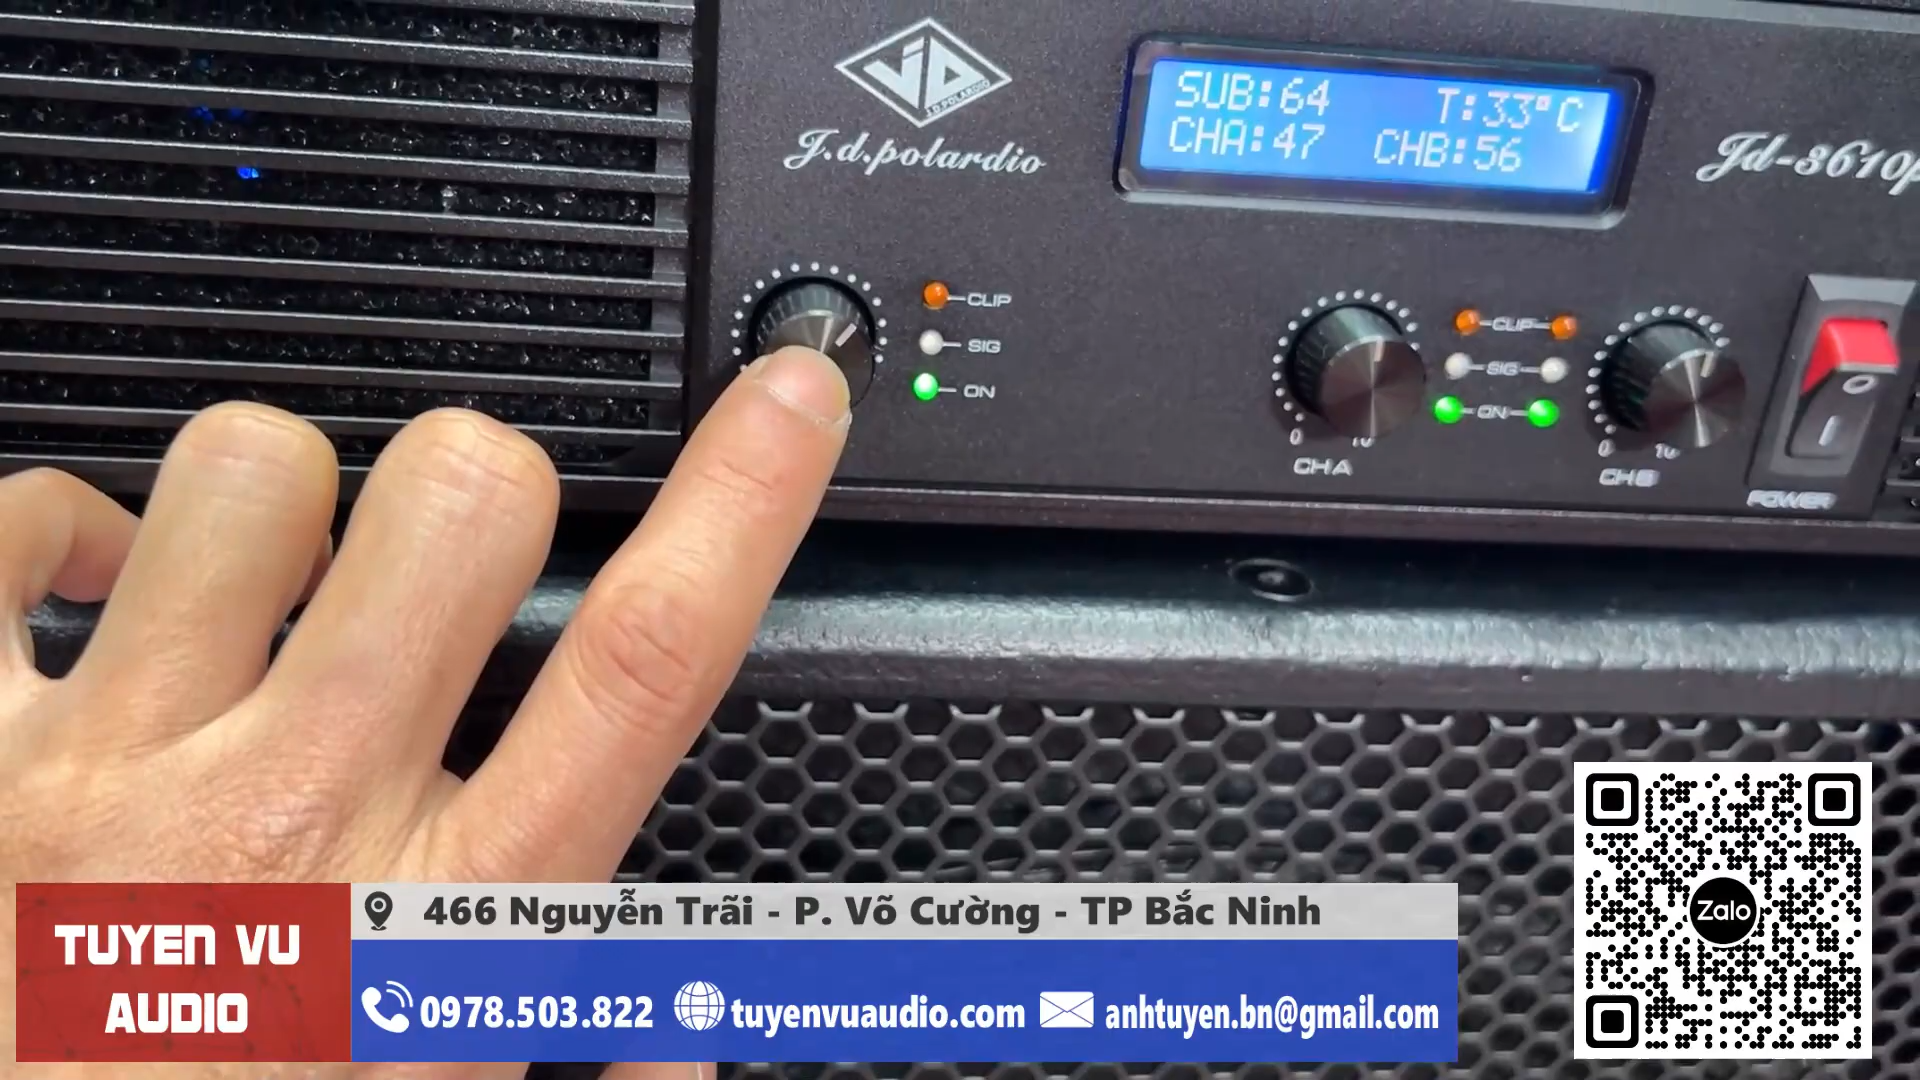 J.D.POLARDIO
J.d.polardio
SUB:64 T:33°C
CHA:47 CHB:56
CLIP
SIG
ON
CLIP
SIG
ON
0 10
CHA
0 10
CHB
POWER
TUYEN VU
AUDIO
466 Nguyễn Trãi - P. Võ Cường - TP Bắc Ninh
0978.503.822 tuyenvuaudio.com anhtuyen.bn@gmail.com
Zalo